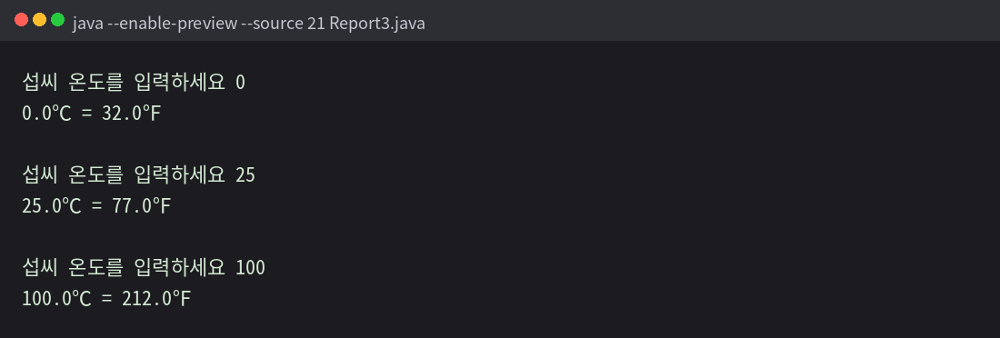 java --enable-preview --source 21 Report3.java
섭씨 온도를 입력하세요 0
0.0°C = 32.0°F
섭씨 온도를 입력하세요 25
25.0°C = 77.0°F
섭씨 온도를 입력하세요 100
100.0°C = 212.0°F